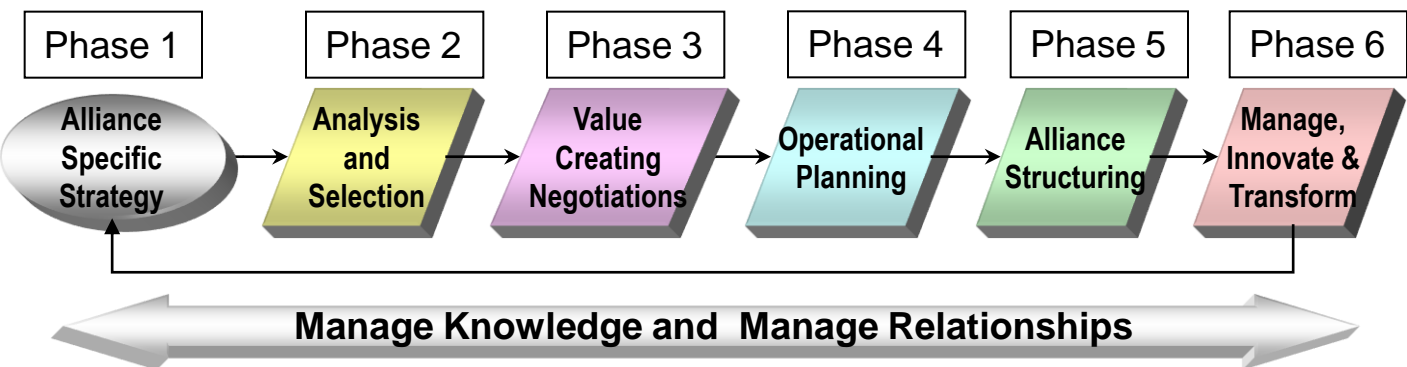 Phase 1
Phase 2
Phase 3
Phase 4
Phase 5
Phase 6
Alliance
Specific
Strategy
Analysis
and
Selection
Value
Creating
Negotiations
Operational
Planning
Alliance
Structuring
Manage,
Innovate &
Transform
Manage Knowledge and  Manage Relationships